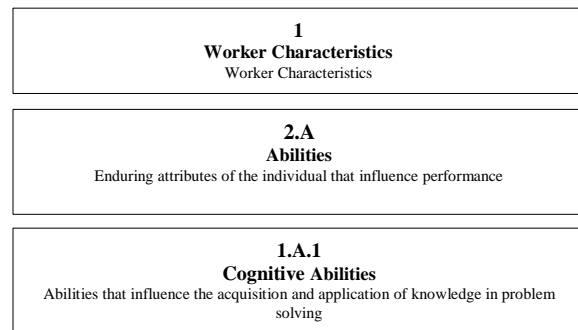 1
Worker Characteristics
Worker Characteristics
2.A
Abilities
Enduring attributes of the individual that influence performance
1.A.1
Cognitive Abilities
Abilities that influence the acquisition and application of knowledge in problem
solving